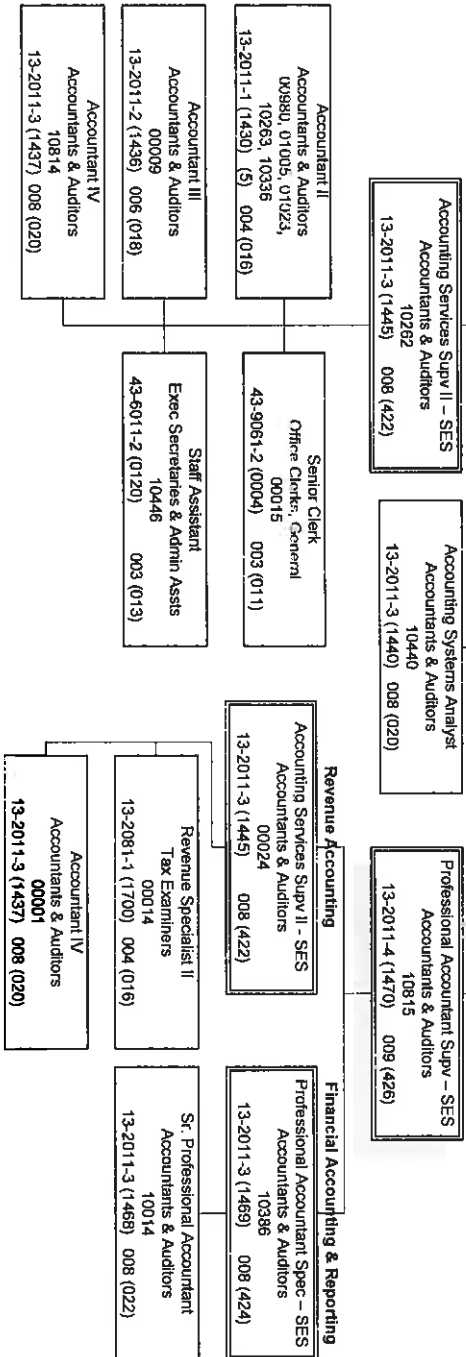 Accounting Services Supv II – SES
Accountants & Auditors
10262
13-2011-3 (1445) 008 (422)
Accounting Systems Analyst
Accountants & Auditors
10440
13-2011-3 (1440) 008 (020)
Professional Accountant Supv – SES
Accountants & Auditors
10815
13-2011-4 (1470) 009 (426)
Accountant II
Accountants & Auditors
00980, 01005, 01023,
10263, 10336
13-2011-1 (1430) (5) 004 (016)
Senior Clerk
Office Clerks, General
00015
43-9061-2 (0004) 003 (011)
Accountant III
Accountants & Auditors
00009
13-2011-2 (1436) 006 (018)
Staff Assistant
Exec Secretaries & Admin Assts
10446
43-6011-2 (0120) 003 (013)
Accountant IV
Accountants & Auditors
10814
13-2011-3 (1437) 008 (020)
Revenue Accounting
Accounting Services Supv II – SES
Accountants & Auditors
00024
13-2011-3 (1445) 008 (422)
Revenue Specialist II
Tax Examiners
00014
13-2081-1 (1700) 004 (016)
Accountant IV
Accountants & Auditors
00001
13-2011-3 (1437) 008 (020)
Financial Accounting & Reporting
Professional Accountant Spec – SES
Accountants & Auditors
10386
13-2011-3 (1469) 008 (424)
Sr. Professional Accountant
Accountants & Auditors
10014
13-2011-3 (1468) 008 (022)